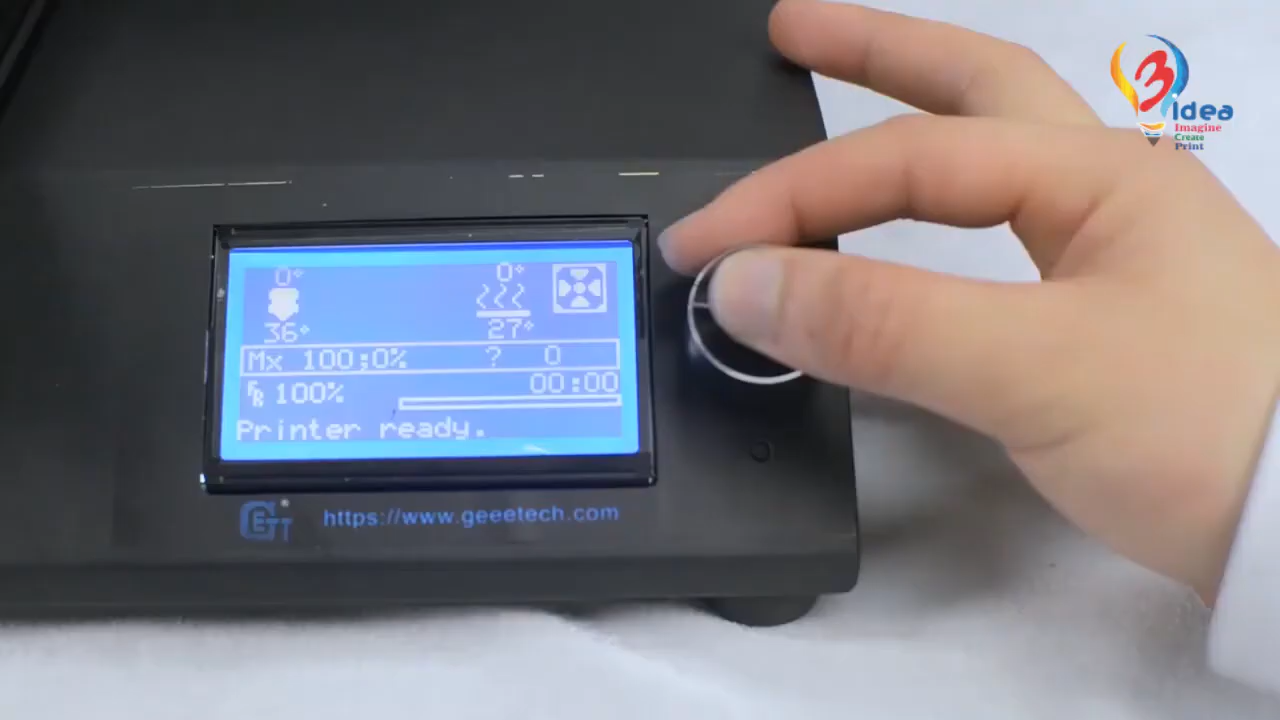 3idea
Imagine
Create
Print
0° 0°
36° 27°
Mx 100;0% ? 0
FR 100% 00:00
Printer ready.
GEETT® https://www.geeetech.com